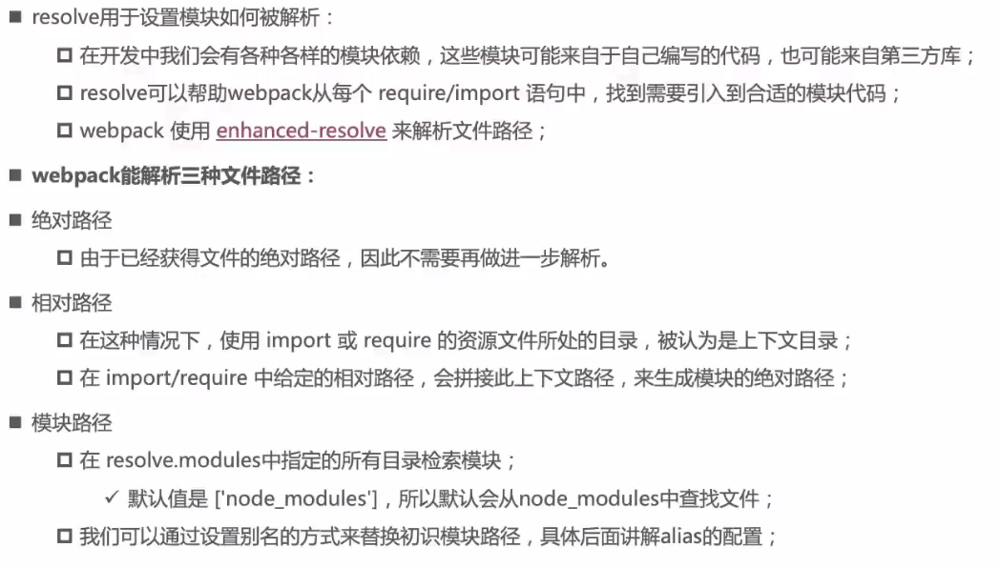 resolve用于设置模块如何被解析：
在开发中我们会有各种各样的模块依赖，这些模块可能来自于自己编写的代码，也可能来自第三方库；
resolve可以帮助webpack从每个 require/import 语句中，找到需要引入到合适的模块代码；
webpack 使用 enhanced-resolve 来解析文件路径；
webpack能解析三种文件路径：
绝对路径
由于已经获得文件的绝对路径，因此不需要再做进一步解析。
相对路径
在这种情况下，使用 import 或 require 的资源文件所处的目录，被认为是上下文目录；
在 import/require 中给定的相对路径，会拼接此上下文路径，来生成模块的绝对路径；
模块路径
在 resolve.modules中指定的所有目录检索模块；
✓ 默认值是 ['node_modules']，所以默认会从node_modules中查找文件；
我们可以通过设置别名的方式来替换初识模块路径，具体后面讲解alias的配置；